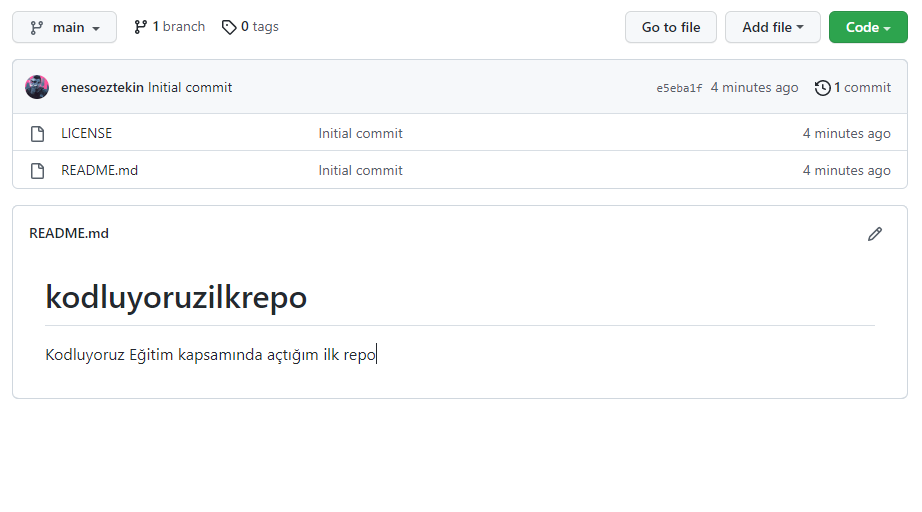 main 1 branch 0 tags Go to file Add file Code
enesoeztekin Initial commit e5eba1f 4 minutes ago 1 commit
LICENSE Initial commit 4 minutes ago
README.md Initial commit 4 minutes ago
README.md
kodluyoruzilkrepo
Kodluyoruz Eğitim kapsamında açtığım ilk repo